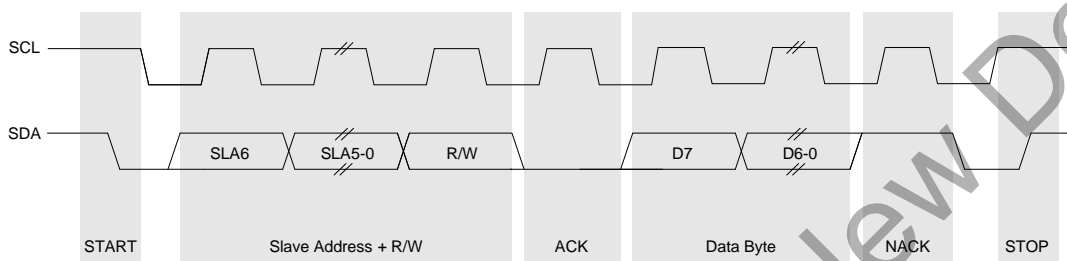 SCL
SDA
SLA6 SLA5-0 R/W D7 D6-0
START Slave Address + R/W ACK Data Byte NACK STOP